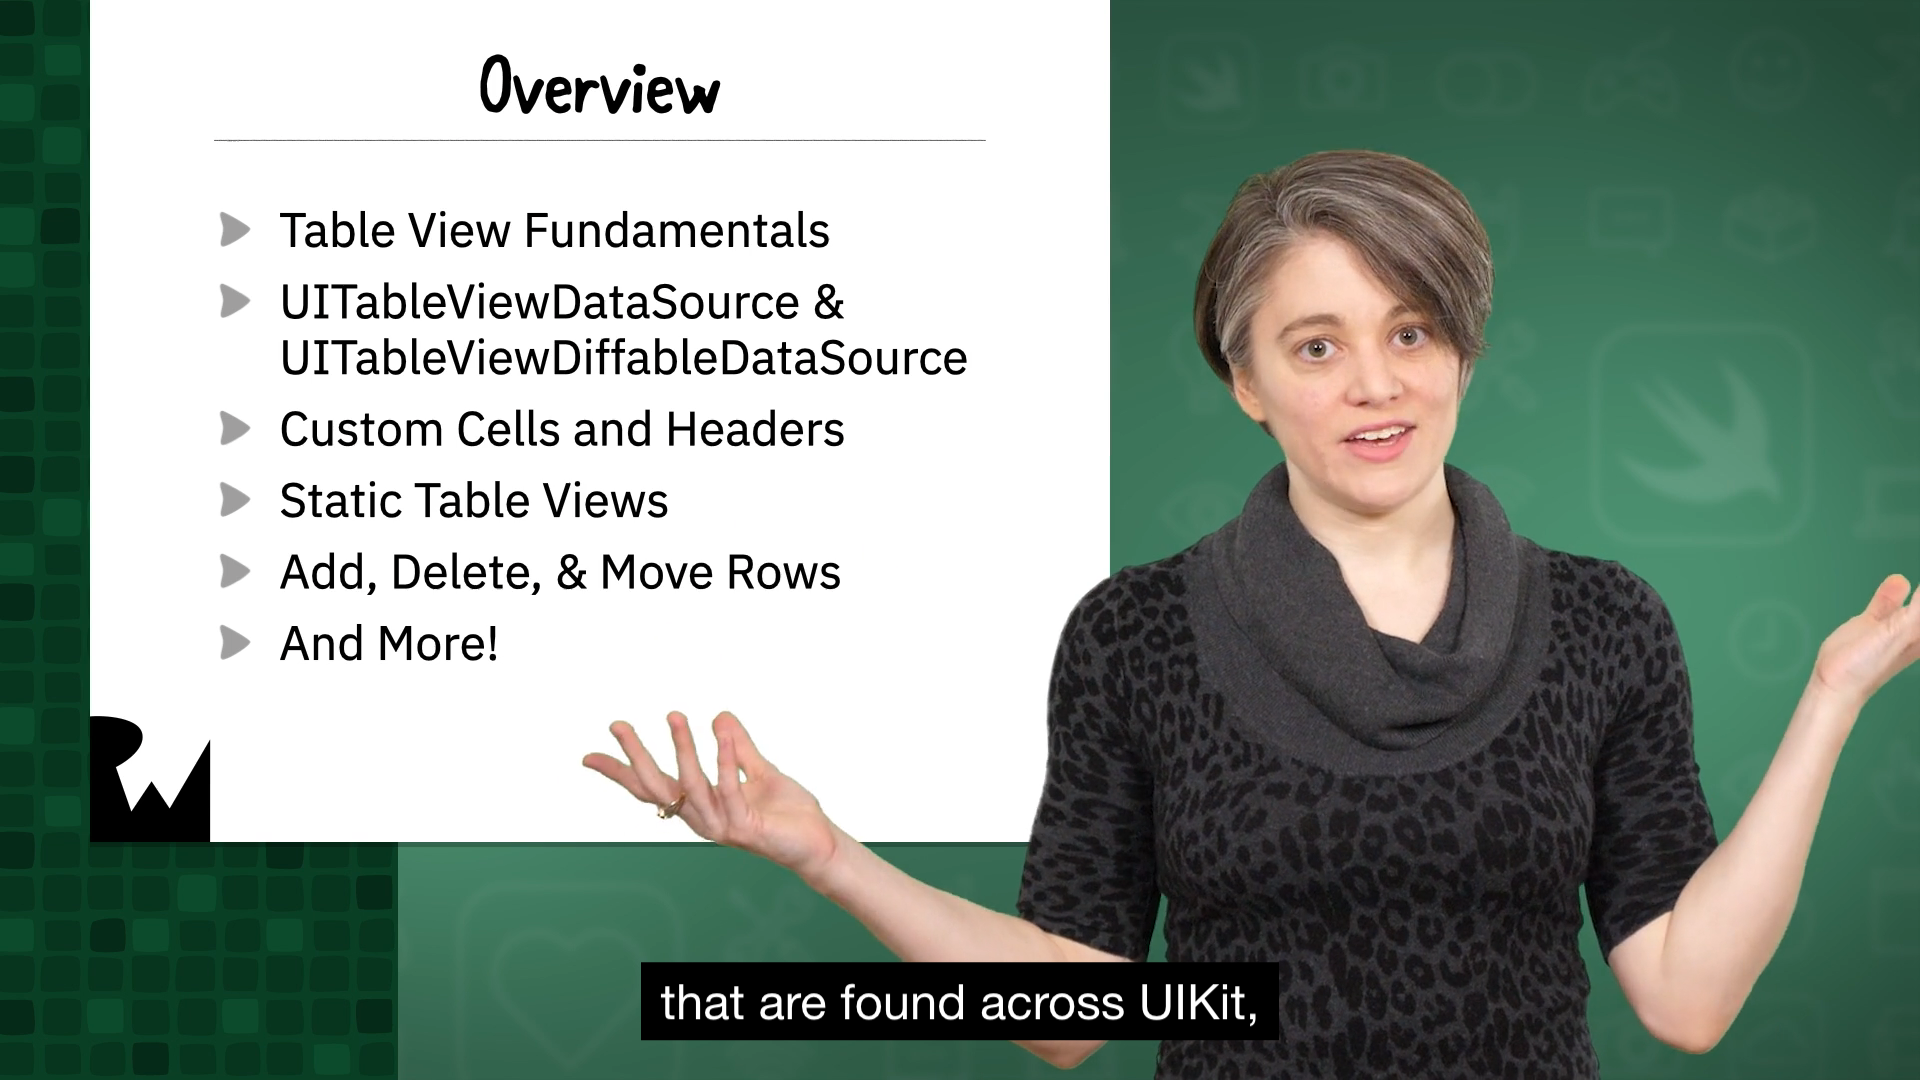 Overview
Table View Fundamentals
UITableViewDataSource &
UITableViewDiffableDataSource
Custom Cells and Headers
Static Table Views
Add, Delete, & Move Rows
And More!
RW
that are found across UIKit,